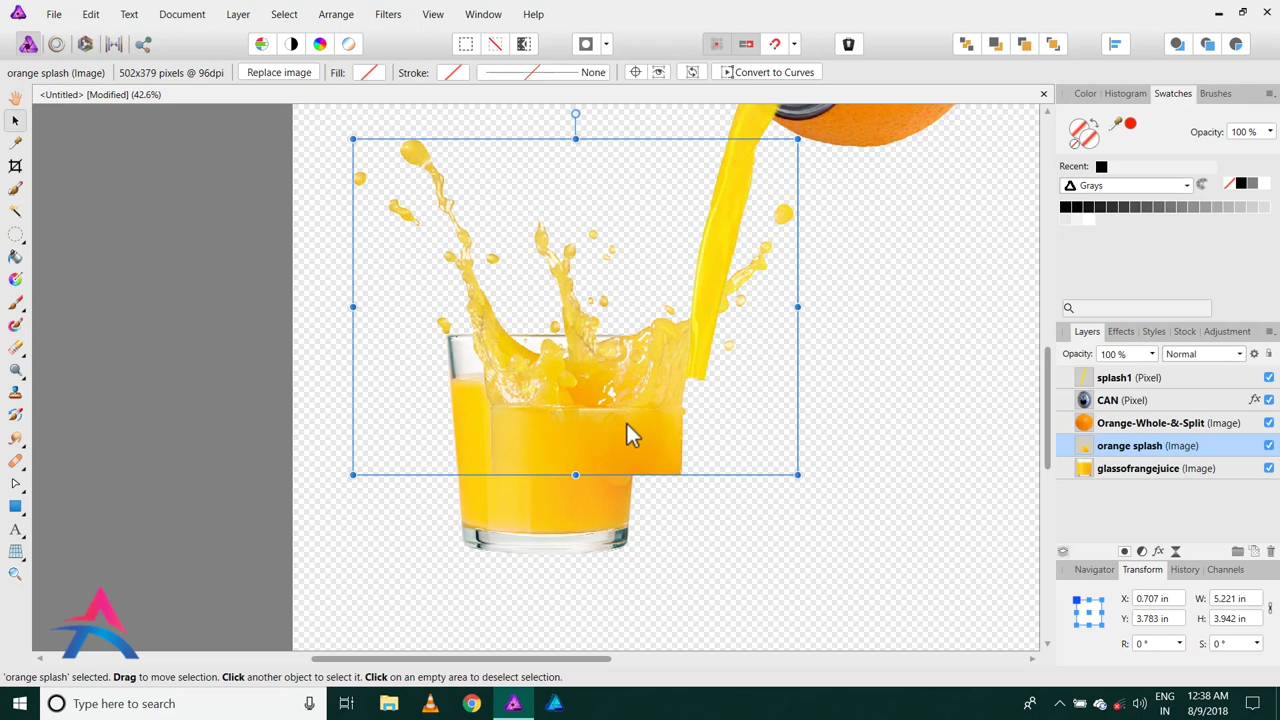 File Edit Text Document Layer Select Arrange Filters View Window Help
orange splash (Image) 502x379 pixels @ 96dpi Replace image Fill: Stroke: None Convert to Curves
<Untitled> [Modified] (42.6%)
Color Histogram Swatches Brushes
Opacity: 100 %
Recent:
Grays
Layers Effects Styles Stock Adjustment
Opacity: 100 % Normal
splash1 (Pixel)
CAN (Pixel) fx
Orange-Whole-&-Split (Image)
orange splash (Image)
glassofrangejuice (Image)
fx
Navigator Transform History Channels
X: 0.707 in W: 5.221 in
Y: 3.783 in H: 3.942 in
R: 0 ° S: 0 °
'orange splash' selected. Drag to move selection. Click another object to select it. Click on an empty area to deselect selection.
Type here to search
ENG 12:38 AM
IN 8/9/2018